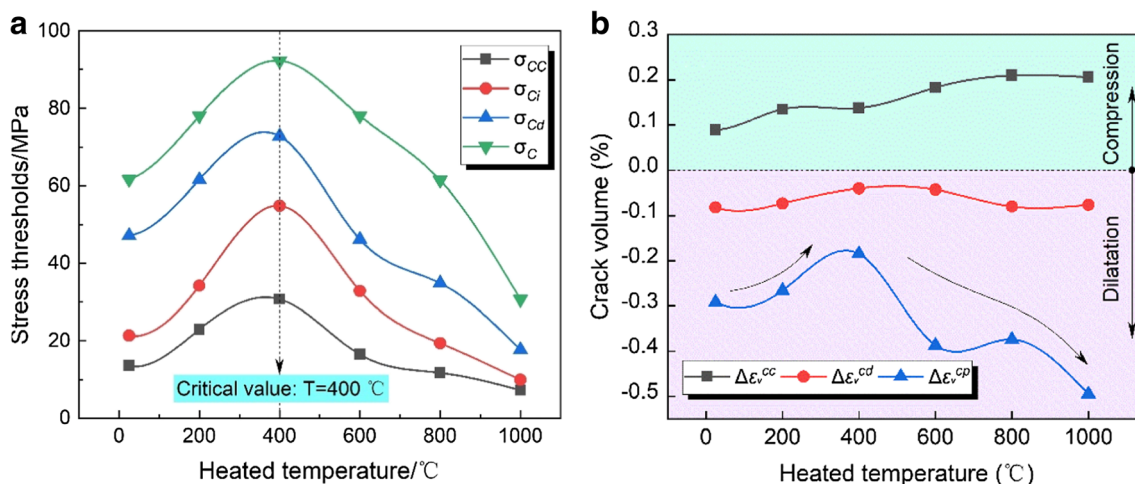 a
Stress thresholds/MPa
100
80
60
40
20
0
σCC
σCi
σCd
σC
Critical value: T=400 ℃
0 200 400 600 800 1000
Heated temperature/℃
b
Crack volume (%)
0.3
0.2
0.1
0.0
-0.1
-0.2
-0.3
-0.4
-0.5
Compression
Dilatation
Δεᵥᶜᶜ Δεᵥᶜᵈ Δεᵥᶜᵖ
0 200 400 600 800 1000
Heated temperature (℃)